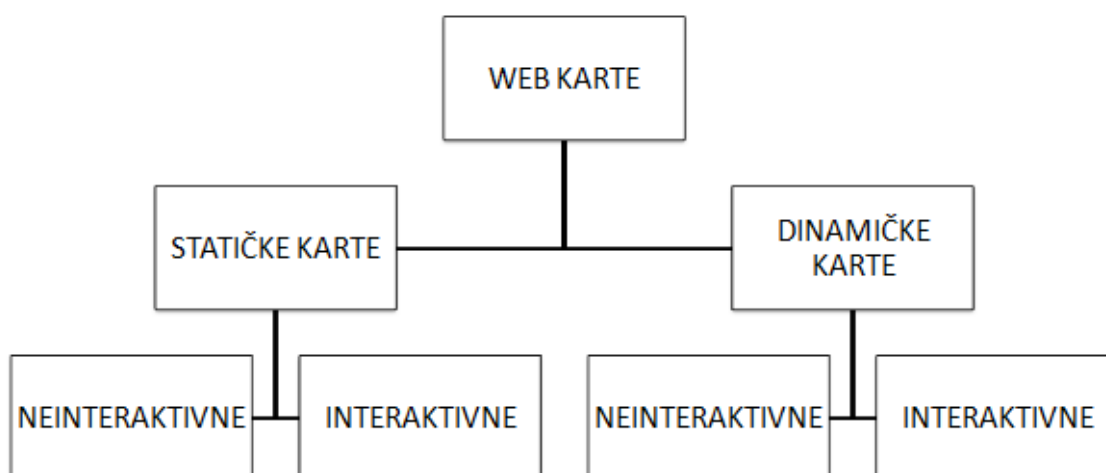 WEB KARTE
STATIČKE KARTE
DINAMIČKE
KARTE
NEINTERAKTIVNE
INTERAKTIVNE
NEINTERAKTIVNE
INTERAKTIVNE